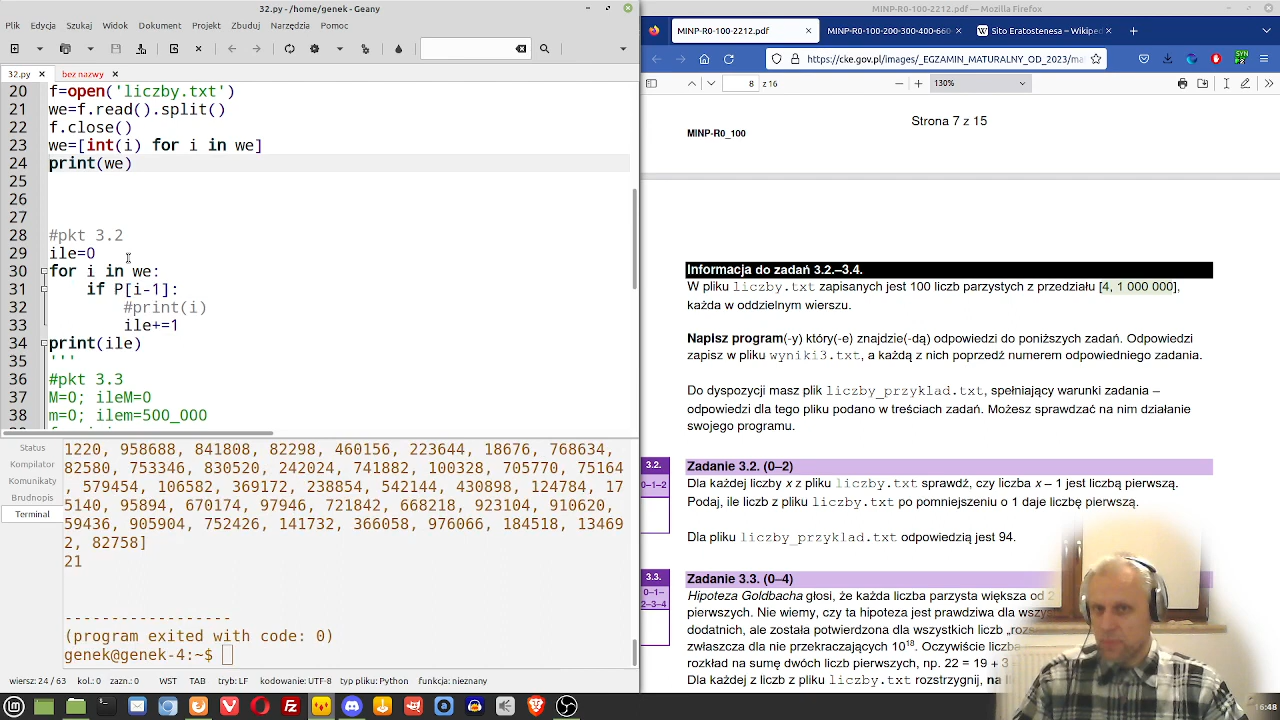 32.py - /home/genek - Geany
MINP-R0-100-2212.pdf — Mozilla Firefox
Plik Edycja Szukaj Widok Dokument Projekt Zbuduj Narzędzia Pomoc
MINP-R0-100-2212.pdf
MINP-R0-100-200-300-400-660
Sito Eratostenesa – Wikiped
https://cke.gov.pl/images/_EGZAMIN_MATURALNY_OD_2023/ma
32.py
bez nazwy
8 z 16
130%
20 f=open('liczby.txt')
21 we=f.read().split()
22 f.close()
23 we=[int(i) for i in we]
24 print(we)
25
26
27
28 #pkt 3.2
29 ile=0
30 for i in we:
31 if P[i-1]:
32 #print(i)
33 ile+=1
34 print(ile)
35 '''
36 #pkt 3.3
37 M=0; ileM=0
38 m=0; ilem=500_000
Status
Kompilator
Komunikaty
Brudnopis
Terminal
1220, 958688, 841808, 82298, 460156, 223644, 18676, 768634,
82580, 753346, 830520, 242024, 741882, 100328, 705770, 75164
, 579454, 106582, 369172, 238854, 542144, 430898, 124784, 17
5140, 95894, 670174, 97946, 721842, 668218, 923104, 910620,
59436, 905904, 752426, 141732, 366058, 976066, 184518, 13469
2, 82758]
21
------------------
(program exited with code: 0)
genek@genek-4:~$
wiersz: 24 / 63 kol.: 0 zazn.: 0 WST TAB tryb: LF kodowanie: UTF-8 typ pliku: Python funkcja: nieznany
Strona 7 z 15
MINP-R0_100
Informacja do zadań 3.2.–3.4.
W pliku liczby.txt zapisanych jest 100 liczb parzystych z przedziału [4, 1 000 000],
każda w oddzielnym wierszu.
Napisz program(-y) który(-e) znajdzie(-dą) odpowiedzi do poniższych zadań. Odpowiedzi
zapisz w pliku wyniki3.txt, a każdą z nich poprzedź numerem odpowiedniego zadania.
Do dyspozycji masz plik liczby_przyklad.txt, spełniający warunki zadania –
odpowiedzi dla tego pliku podano w treściach zadań. Możesz sprawdzać na nim działanie
swojego programu.
3.2.
0–1–2
Zadanie 3.2. (0–2)
Dla każdej liczby x z pliku liczby.txt sprawdź, czy liczba x – 1 jest liczbą pierwszą.
Podaj, ile liczb z pliku liczby.txt po pomniejszeniu o 1 daje liczbę pierwszą.
Dla pliku liczby_przyklad.txt odpowiedzią jest 94.
3.3.
0–1–
2–3–4
Zadanie 3.3. (0–4)
Hipoteza Goldbacha głosi, że każda liczba parzysta większa od 2
pierwszych. Nie wiemy, czy ta hipoteza jest prawdziwa dla wszys
dodatnich, ale została potwierdzona dla wszystkich liczb „rozs
zwłaszcza dla nie przekraczających 10¹⁸. Oczywiście liczba
rozkład na sumę dwóch liczb pierwszych, np. 22 = 19 + 3
Dla każdej z liczb z pliku liczby.txt rozstrzygnij, na
16:48